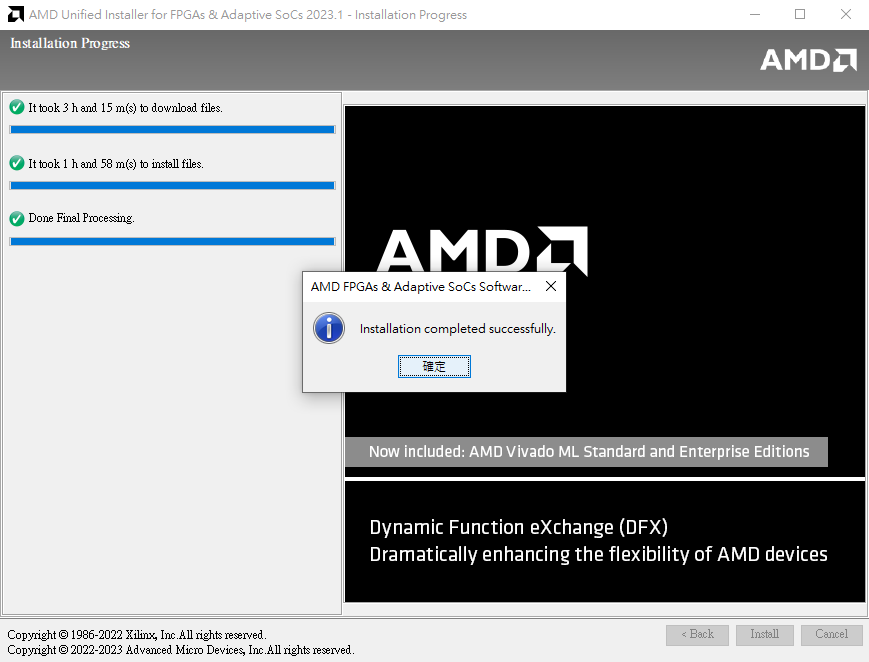 AMD Unified Installer for FPGAs & Adaptive SoCs 2023.1 - Installation Progress
Installation Progress
AMD
It took 3 h and 15 m(s) to download files.
It took 1 h and 58 m(s) to install files.
Done Final Processing.
AMD
AMD FPGAs & Adaptive SoCs Softwar...
Installation completed successfully.
確定
Now included: AMD Vivado ML Standard and Enterprise Editions
Dynamic Function eXchange (DFX)
Dramatically enhancing the flexibility of AMD devices
Copyright © 1986-2022 Xilinx, Inc.All rights reserved.
Copyright © 2022-2023 Advanced Micro Devices, Inc.All rights reserved.
< Back
Install
Cancel